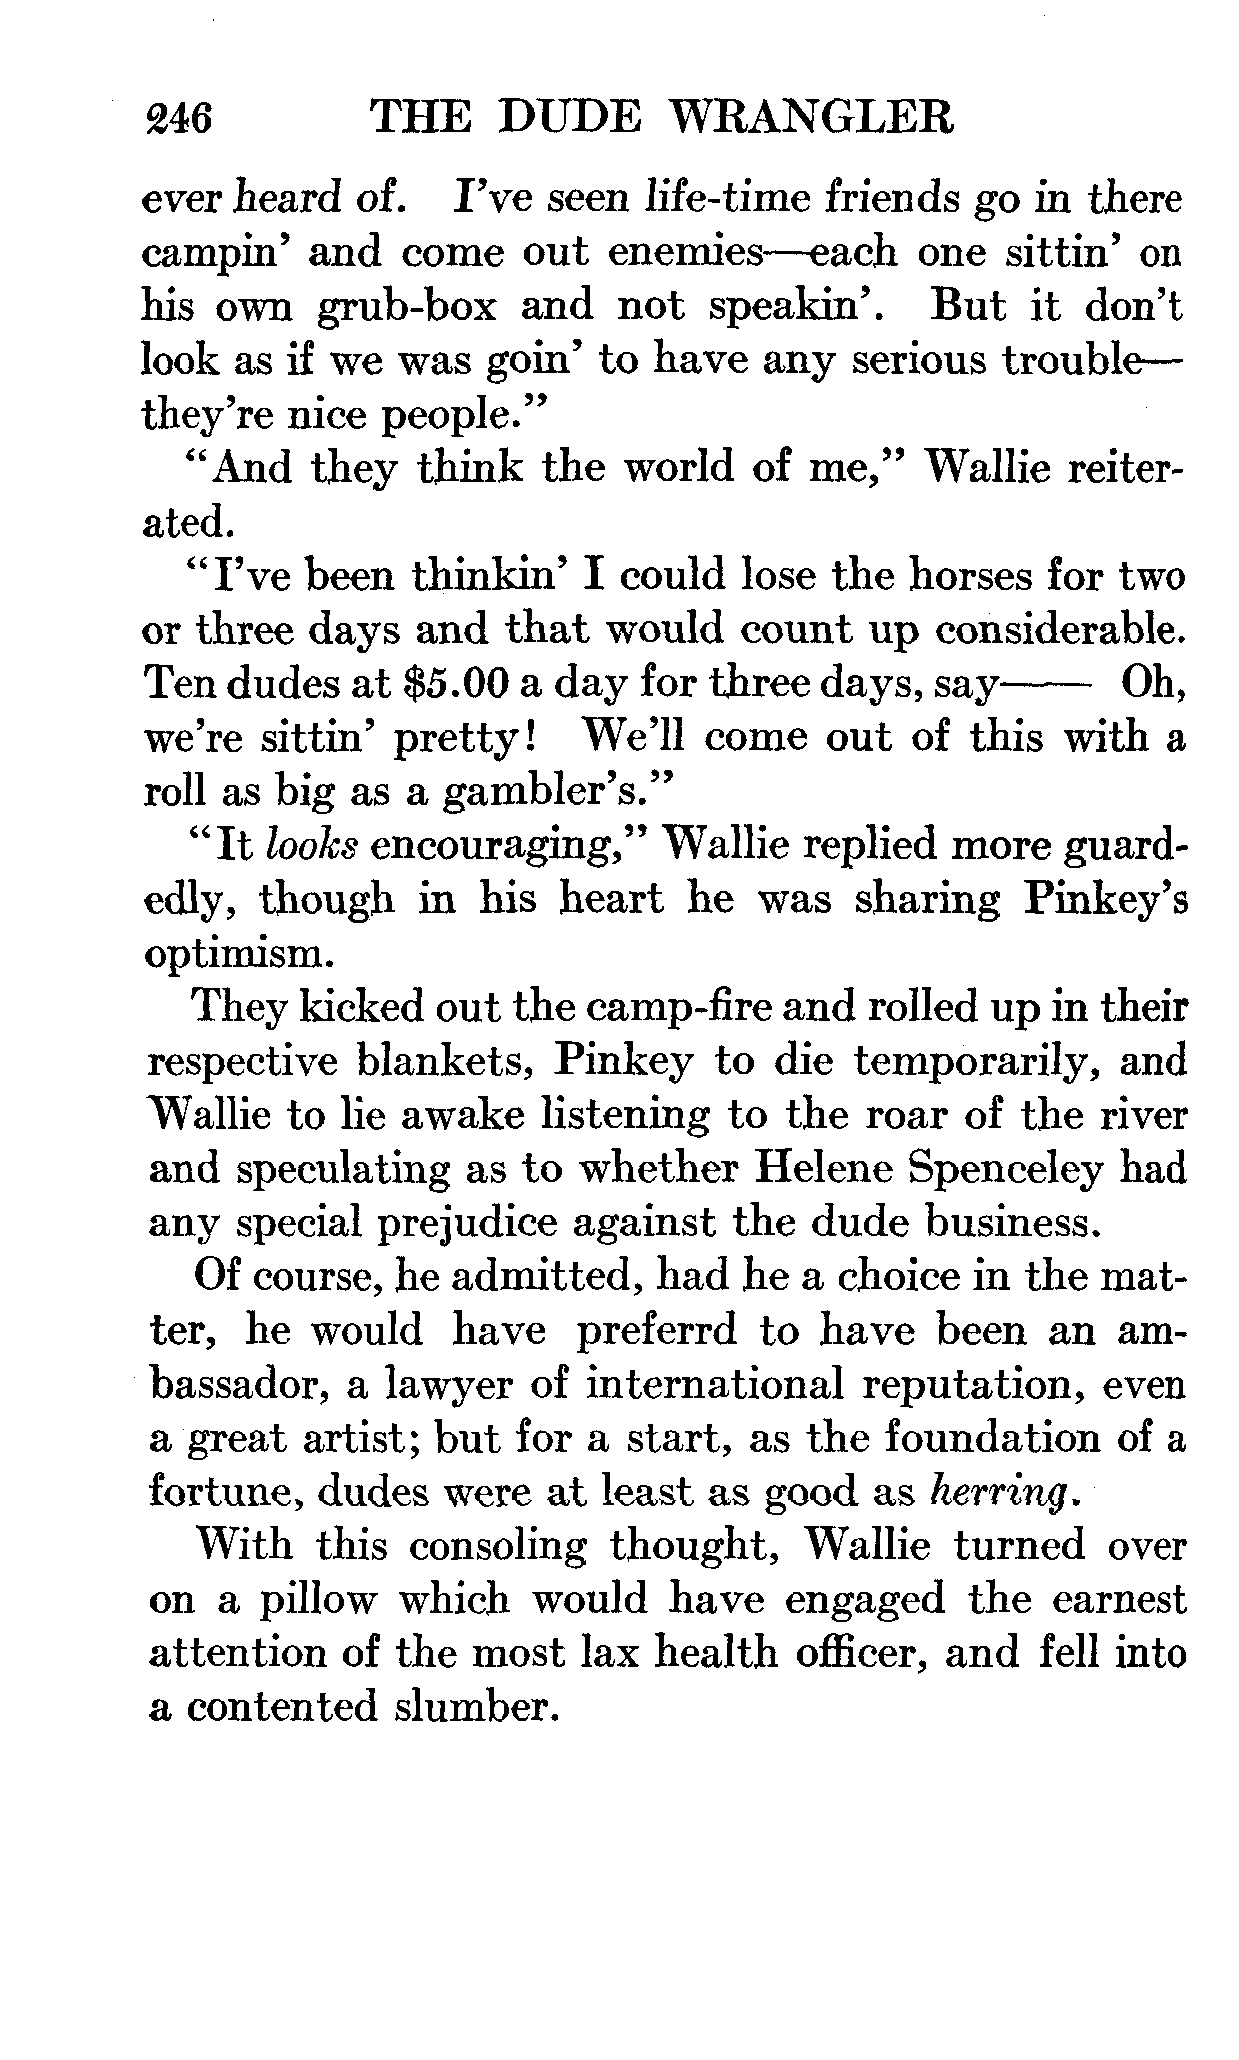 246 THE DUDE WRANGLER
ever heard of. I've seen life-time friends go in there
campin' and come out enemies—each one sittin' on
his own grub-box and not speakin'. But it don't
look as if we was goin' to have any serious trouble—
they're nice people."
"And they think the world of me," Wallie reiter-
ated.
"I've been thinkin' I could lose the horses for two
or three days and that would count up considerable.
Ten dudes at $5.00 a day for three days, say—— Oh,
we're sittin' pretty! We'll come out of this with a
roll as big as a gambler's."
"It looks encouraging," Wallie replied more guard-
edly, though in his heart he was sharing Pinkey's
optimism.
They kicked out the camp-fire and rolled up in their
respective blankets, Pinkey to die temporarily, and
Wallie to lie awake listening to the roar of the river
and speculating as to whether Helene Spenceley had
any special prejudice against the dude business.
Of course, he admitted, had he a choice in the mat-
ter, he would have preferrd to have been an am-
bassador, a lawyer of international reputation, even
a great artist; but for a start, as the foundation of a
fortune, dudes were at least as good as herring.
With this consoling thought, Wallie turned over
on a pillow which would have engaged the earnest
attention of the most lax health officer, and fell into
a contented slumber.